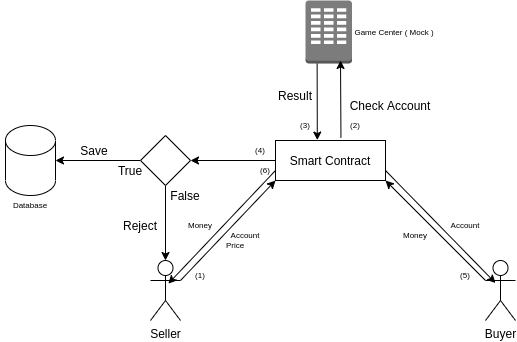 Game Center ( Mock )
Result
Check Account
(3)
(2)
Save
(4)
Smart Contract
True
(6)
False
Database
Reject
Money
Account
Price
Account
Money
(1)
(5)
Seller
Buyer